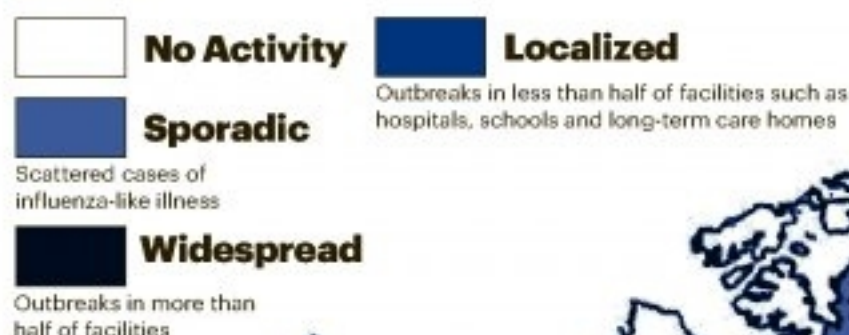 No Activity
Sporadic
Scattered cases of
influenza-like illness
Widespread
Outbreaks in more than
half of facilities
Localized
Outbreaks in less than half of facilities such as
hospitals, schools and long-term care homes